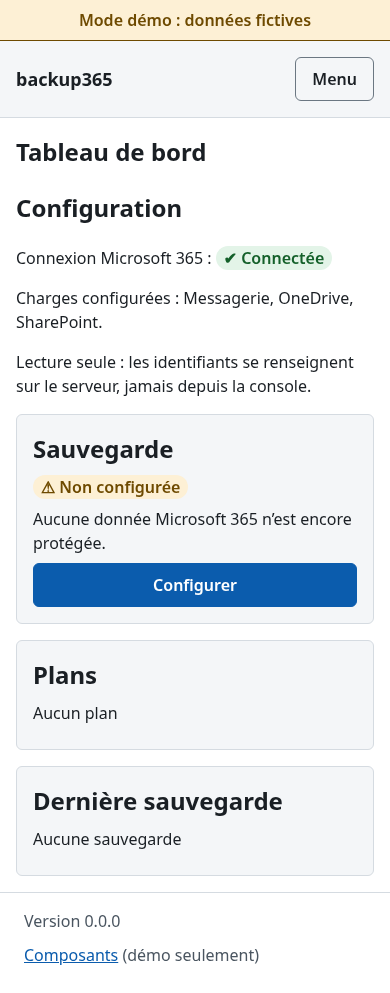 Mode démo : données fictives
backup365
Menu
Tableau de bord
Configuration
Connexion Microsoft 365 : ✔ Connectée
Charges configurées : Messagerie, OneDrive,
SharePoint.
Lecture seule : les identifiants se renseignent
sur le serveur, jamais depuis la console.
Sauvegarde
⚠ Non configurée
Aucune donnée Microsoft 365 n’est encore
protégée.
Configurer
Plans
Aucun plan
Dernière sauvegarde
Aucune sauvegarde
Version 0.0.0
Composants (démo seulement)